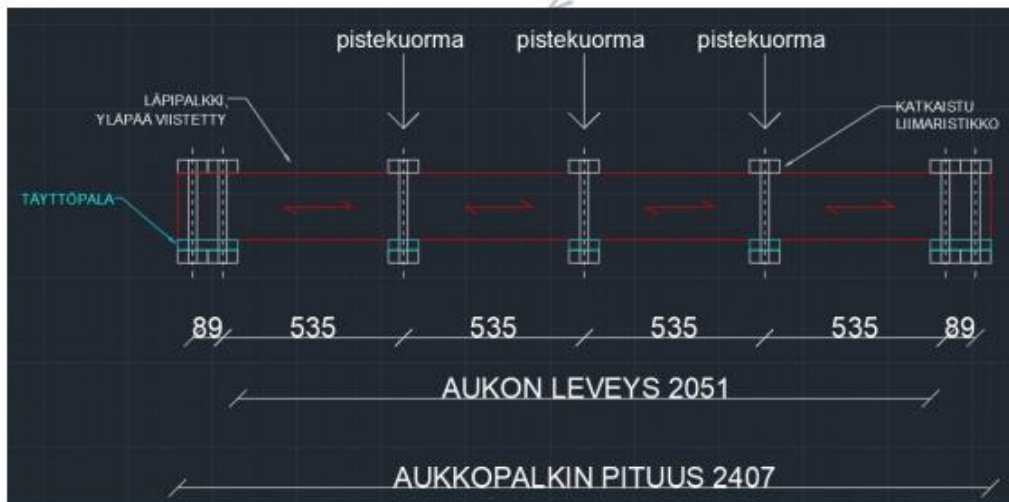 pistekuorma pistekuorma pistekuorma
LÄPIPALKKI,
YLÄPÄÄ VIISTETTY
KATKAISTU
LIIMARISTIKKO
TÄYTTÖPALA
89 535 535 535 535 89
AUKON LEVEYS 2051
AUKKOPALKIN PITUUS 2407